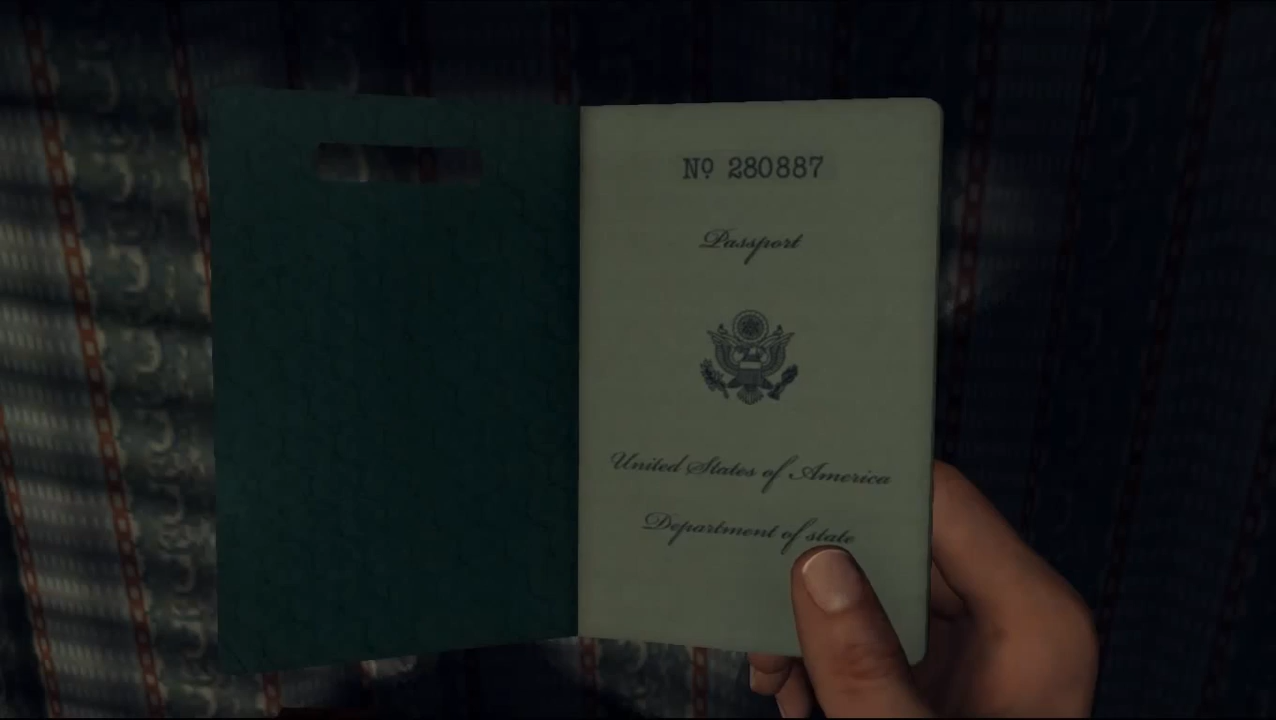 Nº 280887
Passport
United States of America
Department of state